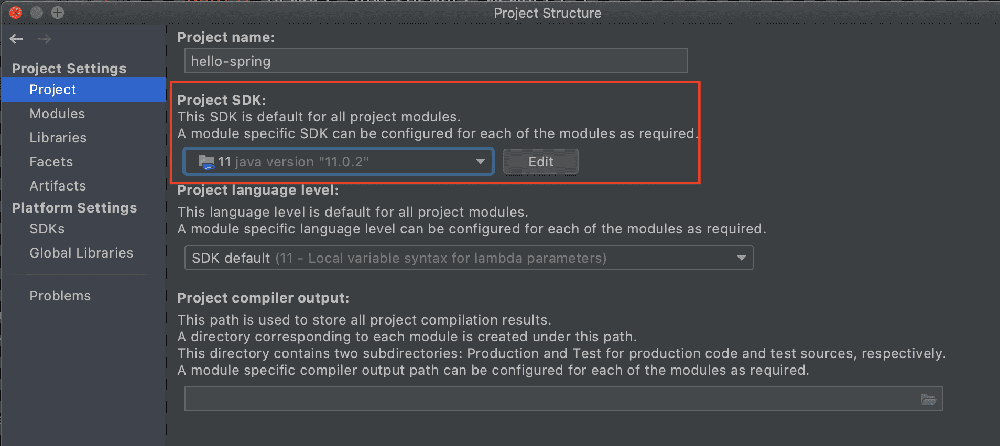 Project Structure
Project Settings
Project
Modules
Libraries
Facets
Artifacts
Platform Settings
SDKs
Global Libraries
Problems
Project name:
hello-spring
Project SDK:
This SDK is default for all project modules.
A module specific SDK can be configured for each of the modules as required.
11 java version "11.0.2"
Edit
Project language level:
This language level is default for all project modules.
A module specific language level can be configured for each of the modules as required.
SDK default (11 - Local variable syntax for lambda parameters)
Project compiler output:
This path is used to store all project compilation results.
A directory corresponding to each module is created under this path.
This directory contains two subdirectories: Production and Test for production code and test sources, respectively.
A module specific compiler output path can be configured for each of the modules as required.